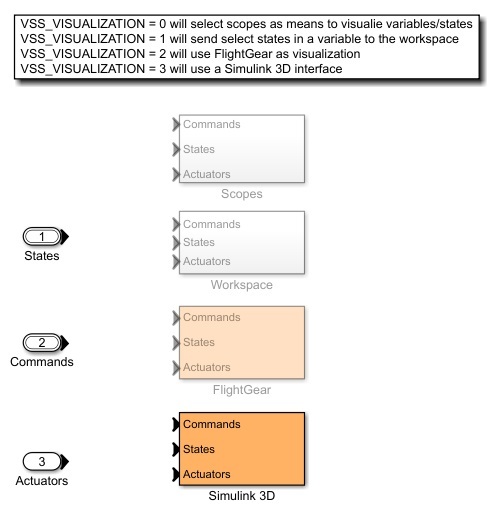 VSS_VISUALIZATION = 0 will select scopes as means to visualie variables/states
VSS_VISUALIZATION = 1 will send select states in a variable to the workspace
VSS_VISUALIZATION = 2 will use FlightGear as visualization
VSS_VISUALIZATION = 3 will use a Simulink 3D interface
Commands
States
Actuators
Scopes
1
States
Commands
States
Actuators
Workspace
2
Commands
Commands
States
Actuators
FlightGear
3
Actuators
Commands
States
Actuators
Simulink 3D